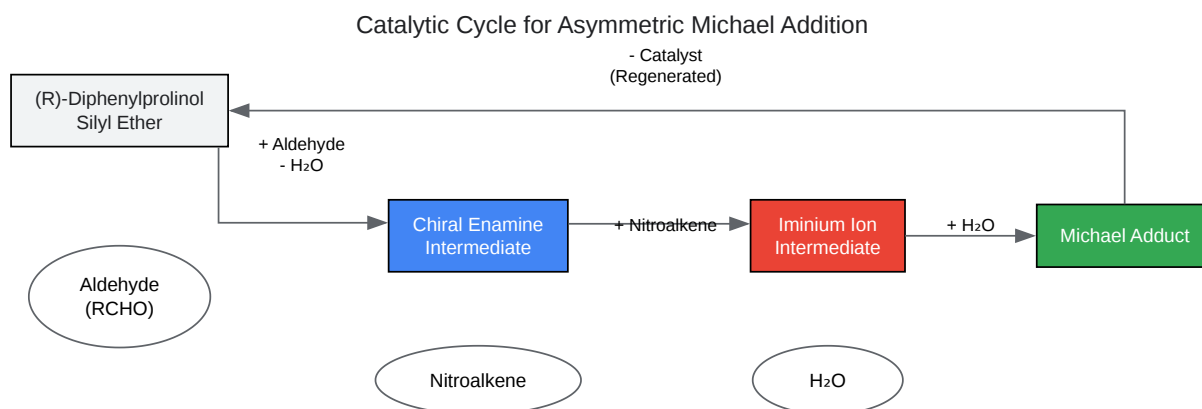 Catalytic Cycle for Asymmetric Michael Addition
- Catalyst
(Regenerated)
(R)-Diphenylprolinol
Silyl Ether
+ Aldehyde
- H₂O
Chiral Enamine
Intermediate
+ Nitroalkene
Iminium Ion
Intermediate
+ H₂O
Michael Adduct
Aldehyde
(RCHO)
Nitroalkene
H₂O